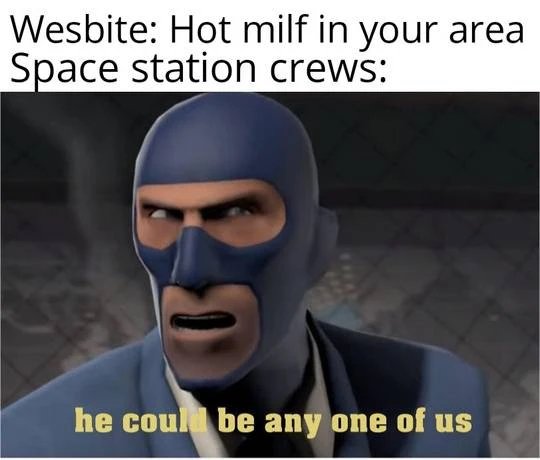 Wesbite: Hot milf in your area
Space station crews:
he could be any one of us